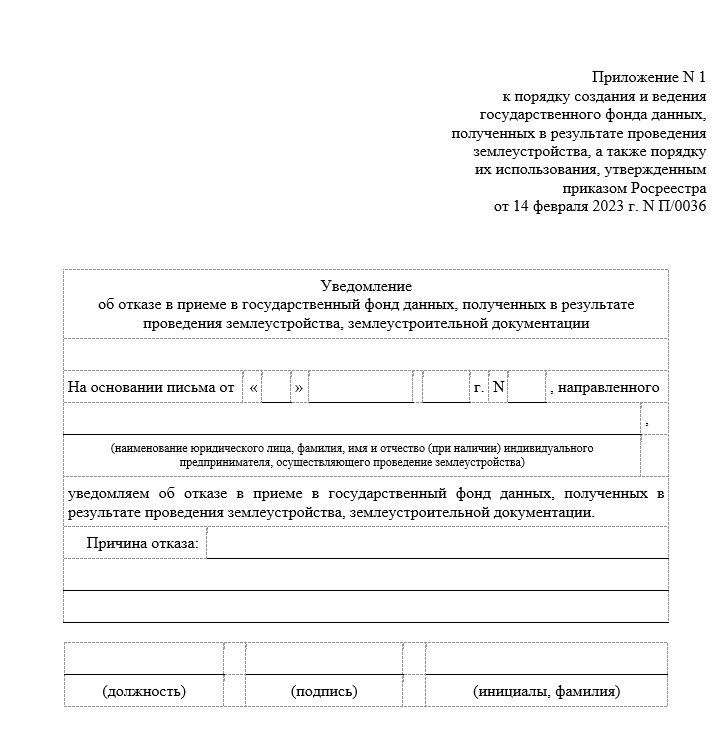 Приложение N 1
к порядку создания и ведения
государственного фонда данных,
полученных в результате проведения
землеустройства, а также порядку
их использования, утвержденным
приказом Росреестра
от 14 февраля 2023 г. N П/0036
Уведомление
об отказе в приеме в государственный фонд данных, полученных в результате
проведения землеустройства, землеустроительной документации
На основании письма от « » г. N , направленного
,
(наименование юридического лица, фамилия, имя и отчество (при наличии) индивидуального
предпринимателя, осуществляющего проведение землеустройства)
уведомляем об отказе в приеме в государственный фонд данных, полученных в
результате проведения землеустройства, землеустроительной документации.
Причина отказа:
(должность) (подпись) (инициалы, фамилия)